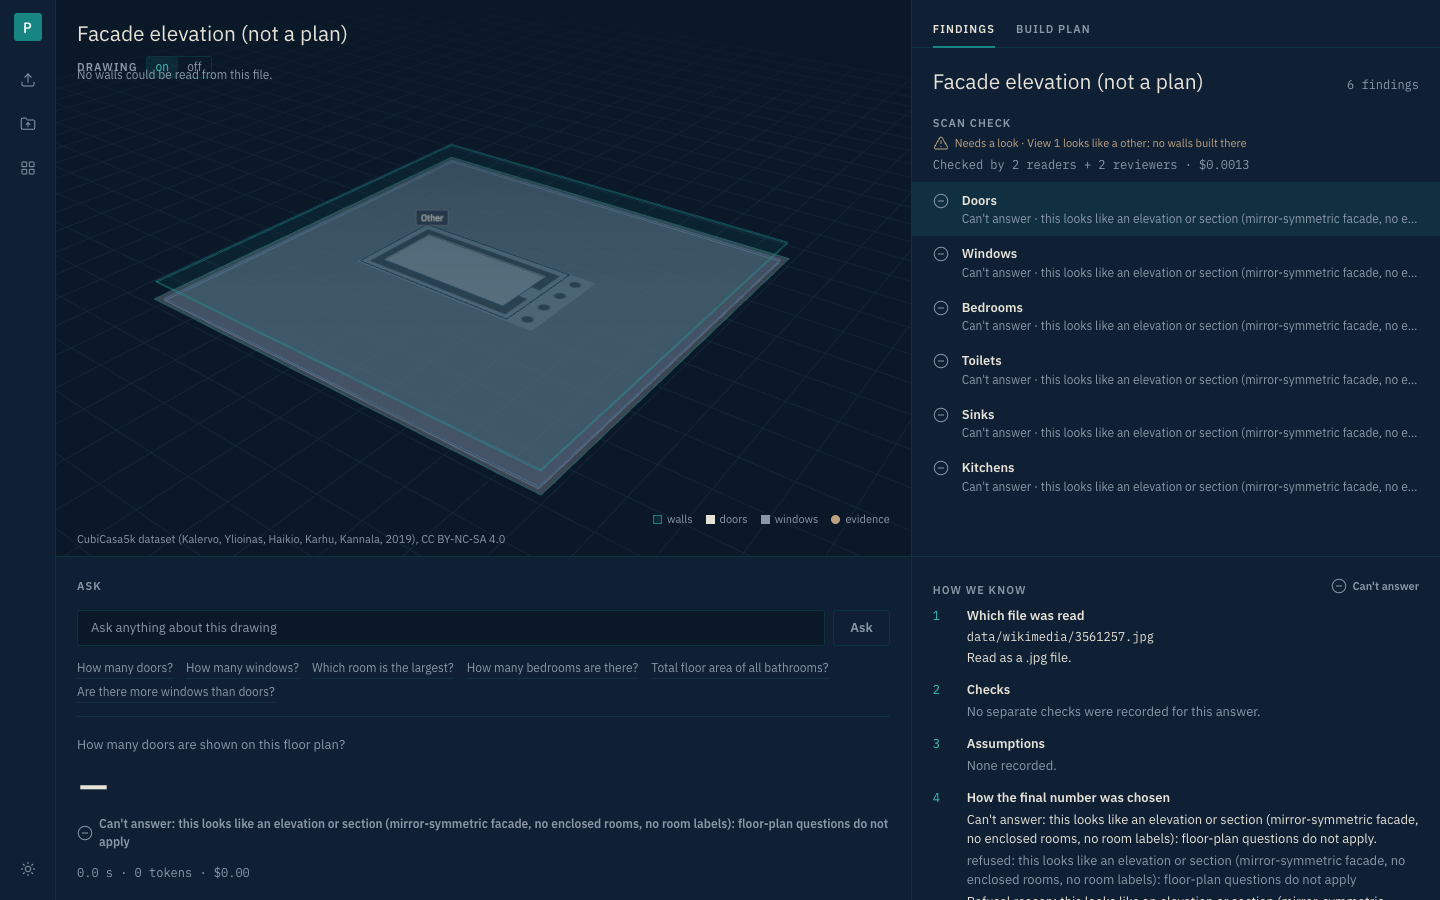 P
Facade elevation (not a plan)
DRAWING on off
No walls could be read from this file.
Other
walls doors windows evidence
CubiCasa5k dataset (Kalervo, Ylioinas, Haikio, Karhu, Kannala, 2019), CC BY-NC-SA 4.0
ASK
Ask anything about this drawing
Ask
How many doors? How many windows? Which room is the largest? How many bedrooms are there? Total floor area of all bathrooms?
Are there more windows than doors?
How many doors are shown on this floor plan?
—
Can't answer: this looks like an elevation or section (mirror-symmetric facade, no enclosed rooms, no room labels): floor-plan questions do not
apply
0.0 s · 0 tokens · $0.00
FINDINGS BUILD PLAN
Facade elevation (not a plan) 6 findings
SCAN CHECK
Needs a look · View 1 looks like a other: no walls built there
Checked by 2 readers + 2 reviewers · $0.0013
Doors
Can't answer · this looks like an elevation or section (mirror-symmetric facade, no e…
Windows
Can't answer · this looks like an elevation or section (mirror-symmetric facade, no e…
Bedrooms
Can't answer · this looks like an elevation or section (mirror-symmetric facade, no e…
Toilets
Can't answer · this looks like an elevation or section (mirror-symmetric facade, no e…
Sinks
Can't answer · this looks like an elevation or section (mirror-symmetric facade, no e…
Kitchens
Can't answer · this looks like an elevation or section (mirror-symmetric facade, no e…
HOW WE KNOW Can't answer
1 Which file was read
data/wikimedia/3561257.jpg
Read as a .jpg file.
2 Checks
No separate checks were recorded for this answer.
3 Assumptions
None recorded.
4 How the final number was chosen
Can't answer: this looks like an elevation or section (mirror-symmetric facade,
no enclosed rooms, no room labels): floor-plan questions do not apply.
refused: this looks like an elevation or section (mirror-symmetric facade, no
enclosed rooms, no room labels): floor-plan questions do not apply
Refusal reason: this looks like an elevation or section (mirror-symmetric